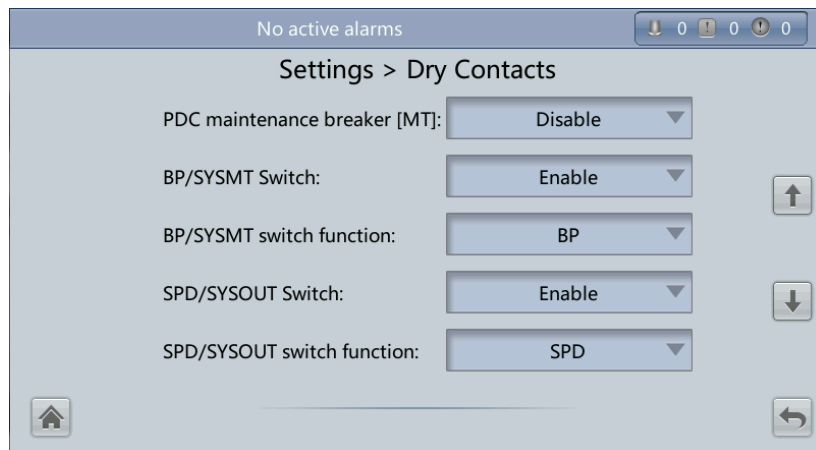 No active alarms 0 0 0
Settings > Dry Contacts
PDC maintenance breaker [MT]: Disable
BP/SYSMT Switch: Enable
BP/SYSMT switch function: BP
SPD/SYSOUT Switch: Enable
SPD/SYSOUT switch function: SPD